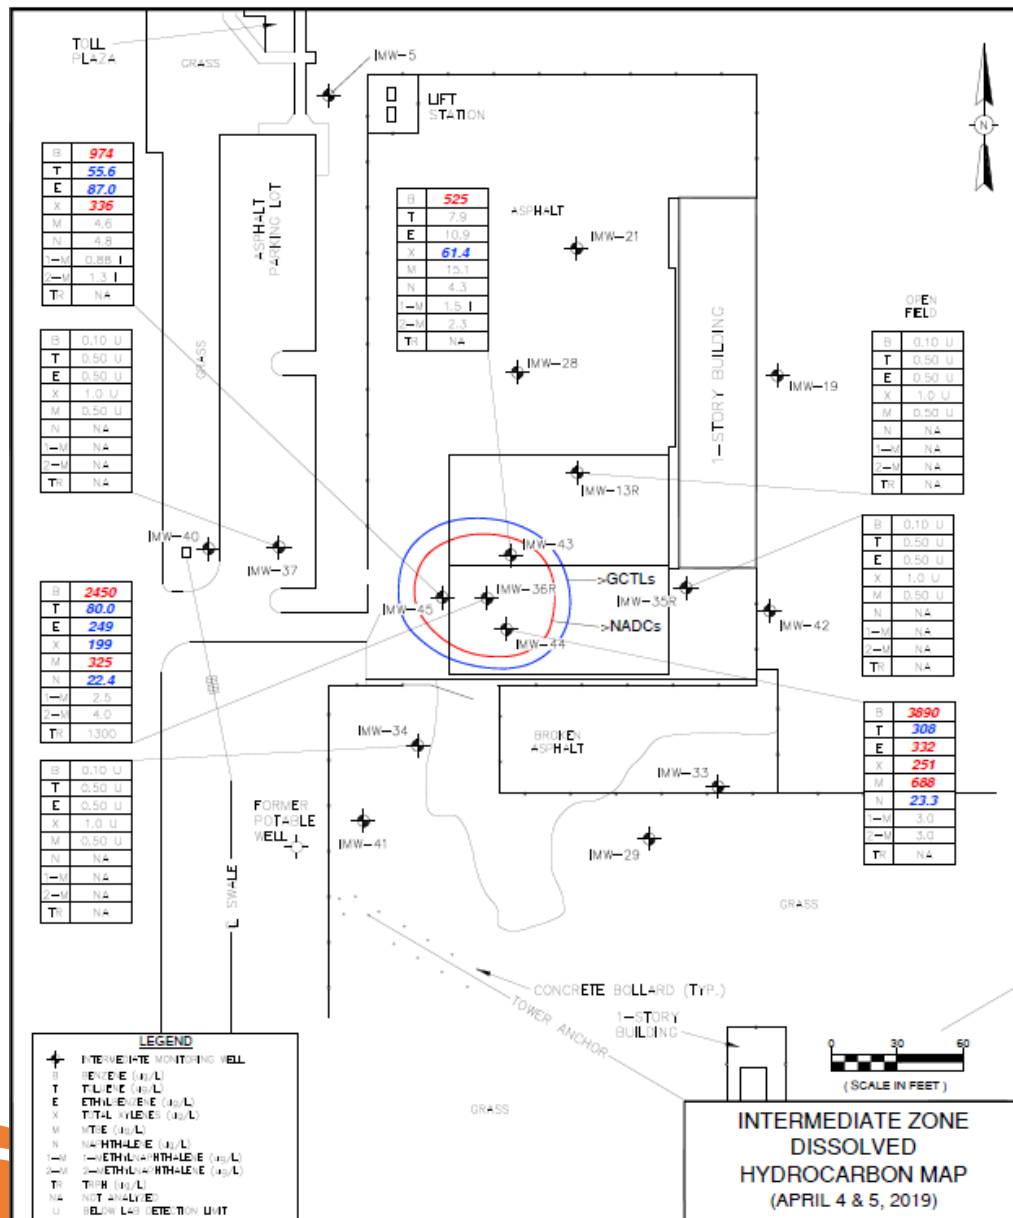 TOLL
PLAZA
GRASS
IMW-5
LIFT
STATION
N
B 974
T 55.6
E 87.0
X 336
M 4.6
N 4.8
1-M 0.88 I
2-M 1.3 I
TR NA
ASPHALT
PARKING LOT
B 525
T 7.9
E 10.9
X 61.4
M 15.1
N 4.3
1-M 1.5 I
2-M 2.3
TR NA
ASPHALT
IMW-21
OPEN
FIELD
B 0.10 U
T 0.50 U
E 0.50 U
X 1.0 U
M 0.50 U
N NA
1-M NA
2-M NA
TR NA
GRASS
IMW-28
1-STORY BUILDING
IMW-19
B 0.10 U
T 0.50 U
E 0.50 U
X 1.0 U
M 0.50 U
N NA
1-M NA
2-M NA
TR NA
IMW-13R
IMW-40
IMW-37
IMW-43
B 0.10 U
T 0.50 U
E 0.50 U
X 1.0 U
M 0.50 U
N NA
1-M NA
2-M NA
TR NA
>GCTLs
IMW-36R
IMW-45
IMW-35R
>NADCs
IMW-42
IMW-44
B 2450
T 80.0
E 249
X 199
M 325
N 22.4
1-M 2.5
2-M 4.0
TR 1300
IMW-34
BROKEN
ASPHALT
IMW-33
B 3890
T 308
E 332
X 251
M 688
N 23.3
1-M 3.0
2-M 3.0
TR NA
B 0.10 U
T 0.50 U
E 0.50 U
X 1.0 U
M 0.50 U
N NA
1-M NA
2-M NA
TR NA
FORMER
POTABLE
WELL
IMW-41
IMW-29
GRASS
SWALE
CONCRETE BOLLARD (TYP.)
TOWER ANCHOR
1-STORY
BUILDING
GRASS
0 30 60
( SCALE IN FEET )
LEGEND
INTERMEDIATE MONITORING WELL
B BENZENE (ug/L)
T TOLUENE (ug/L)
E ETHYLBENZENE (ug/L)
X TOTAL XYLENES (ug/L)
M MTBE (ug/L)
N NAPHTHALENE (ug/L)
1-M 1-METHYLNAPHTHALENE (ug/L)
2-M 2-METHYLNAPHTHALENE (ug/L)
TR TRPH (ug/L)
NA NOT ANALYZED
U BELOW LAB DETECTION LIMIT
INTERMEDIATE ZONE
DISSOLVED
HYDROCARBON MAP
(APRIL 4 & 5, 2019)